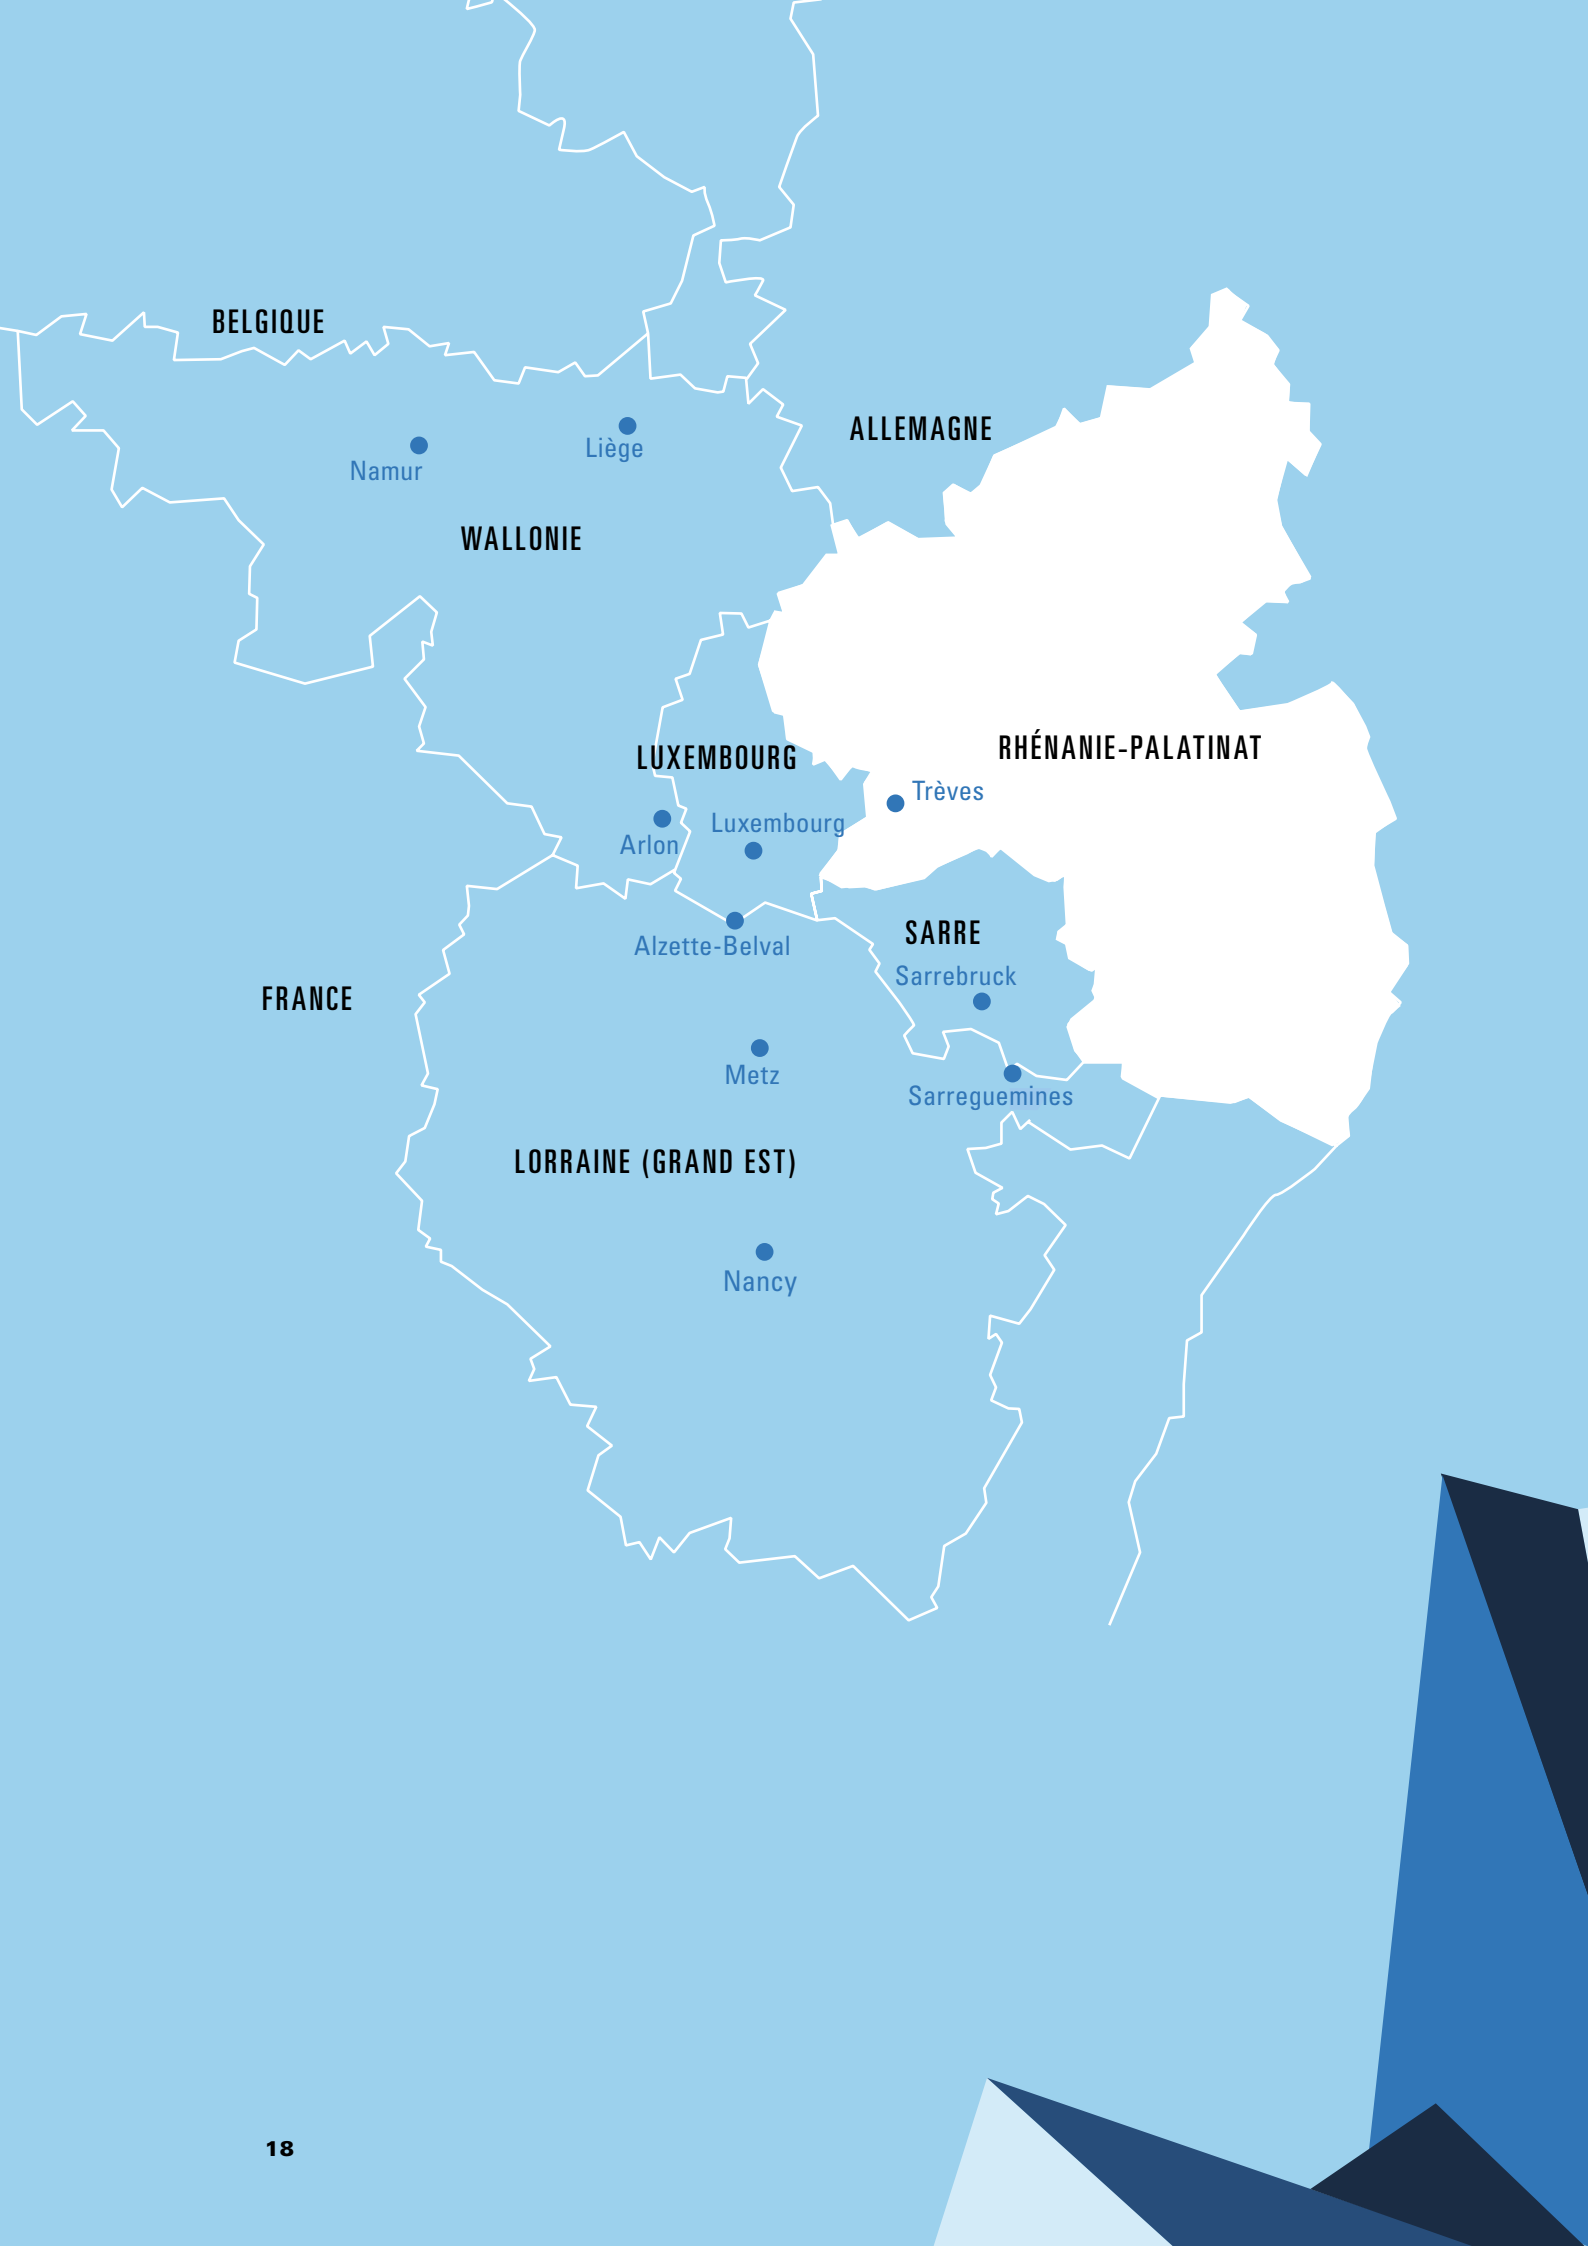 BELGIQUE
ALLEMAGNE
Liège
Namur
WALLONIE
RHÉNANIE-PALATINAT
LUXEMBOURG
Trèves
Luxembourg
Arlon
SARRE
Alzette-Belval
Sarrebruck
FRANCE
Metz
Sarreguemines
LORRAINE (GRAND EST)
Nancy
18